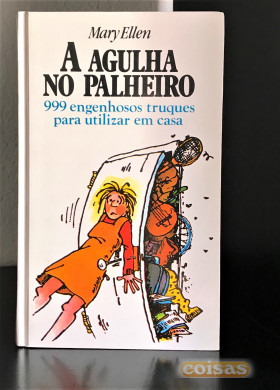 Mary Ellen
A AGULHA
NO PALHEIRO
999 engenhosos truques
para utilizar em casa
coisas